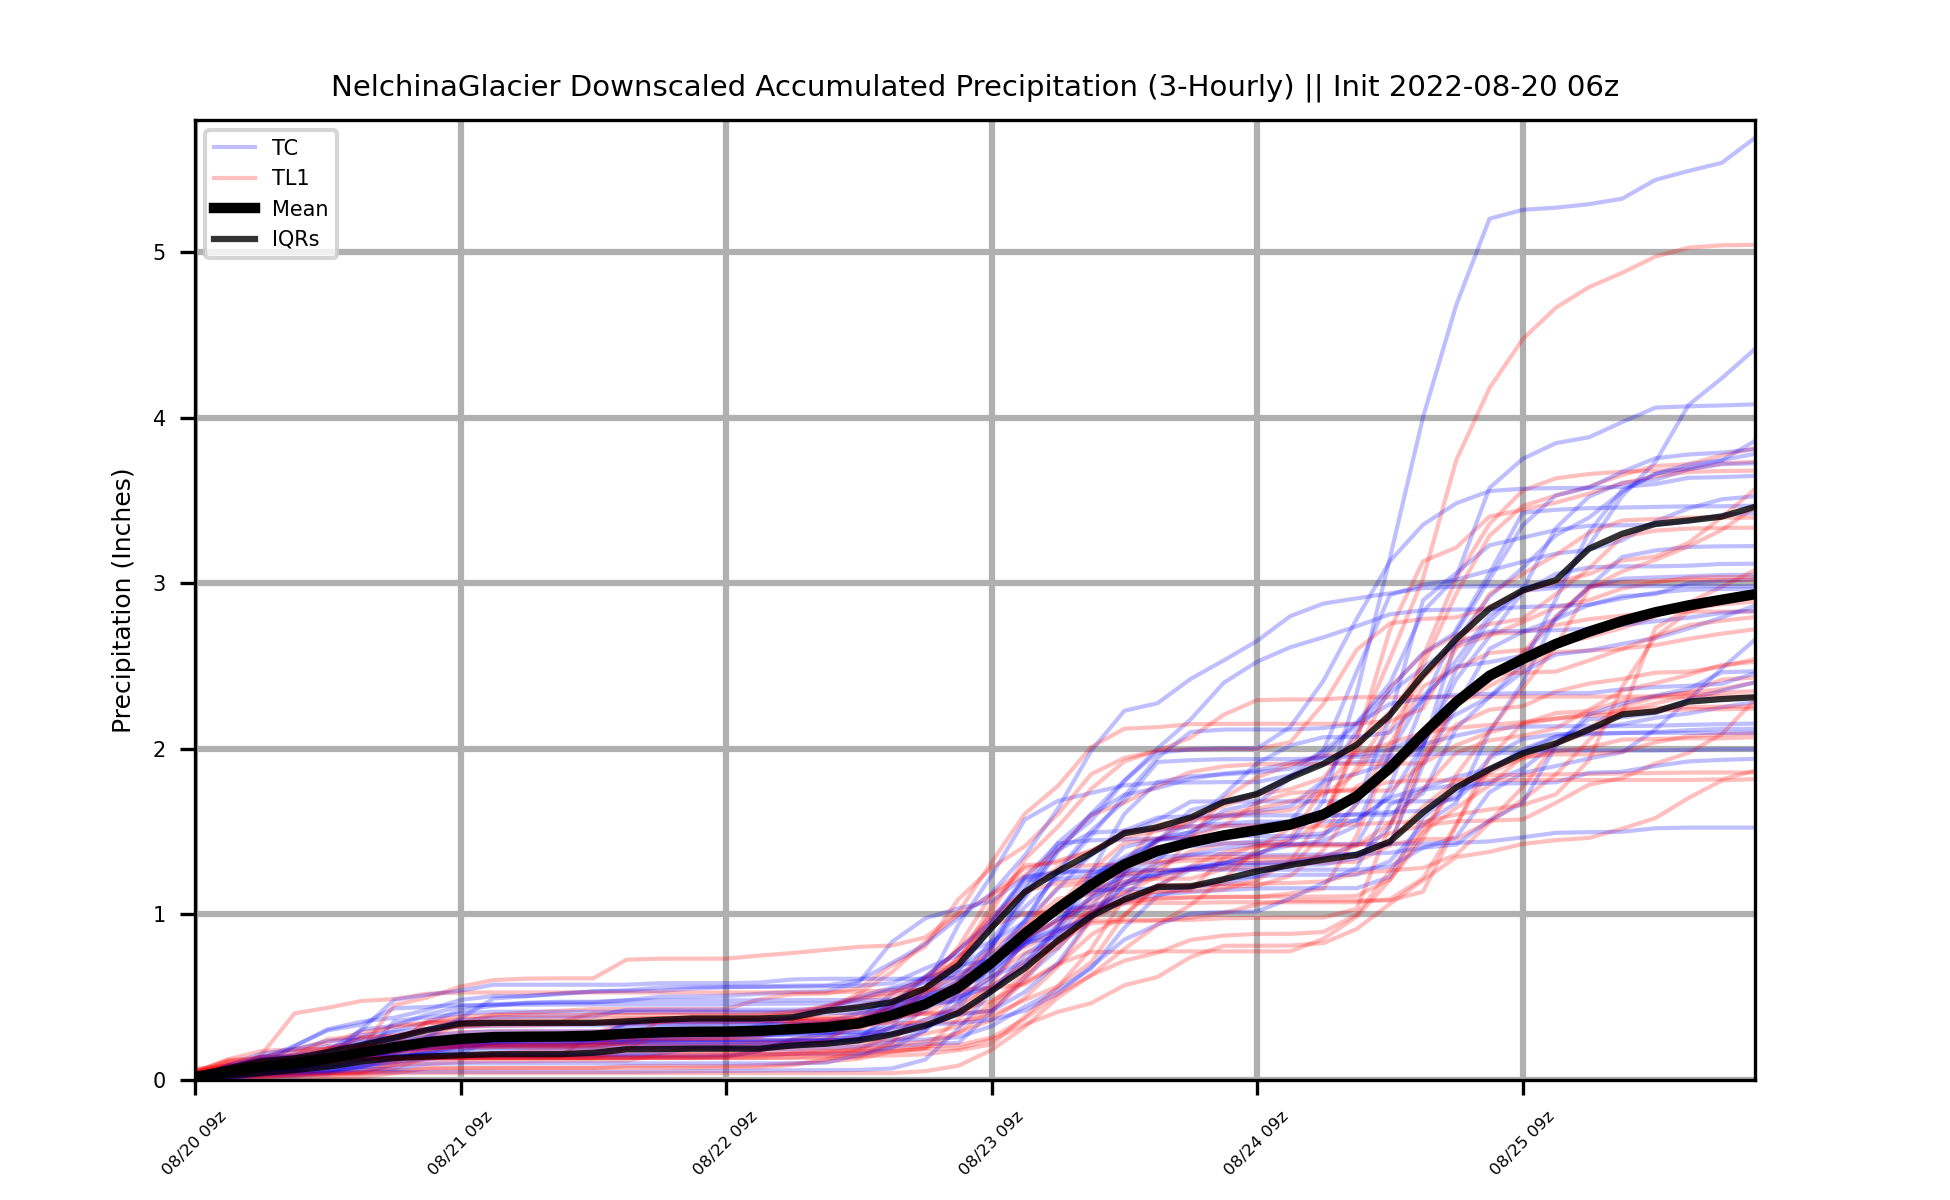 NelchinaGlacier Downscaled Accumulated Precipitation (3-Hourly) || Init 2022-08-20 06z
TC
TL1
Mean
IQRs
Precipitation (Inches)
5
4
3
2
1
0
08/20 09z
08/21 09z
08/22 09z
08/23 09z
08/24 09z
08/25 09z